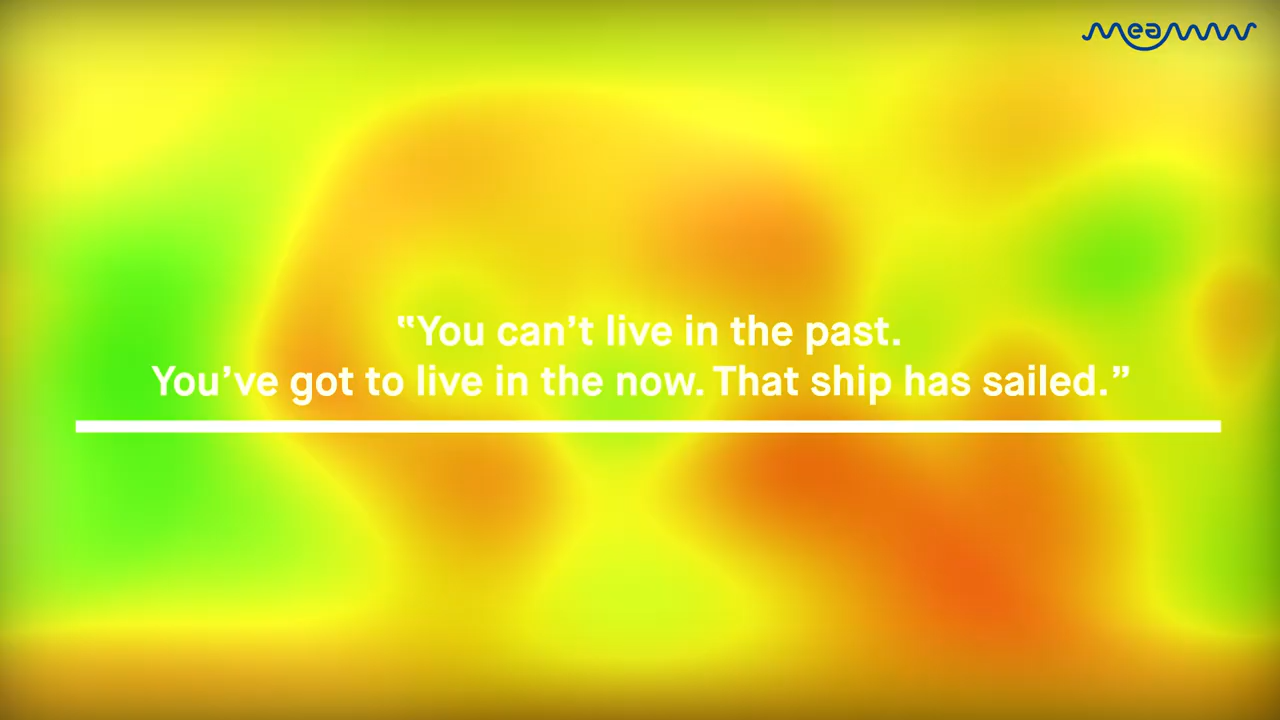 meaww
“You can’t live in the past.
You’ve got to live in the now. That ship has sailed.”